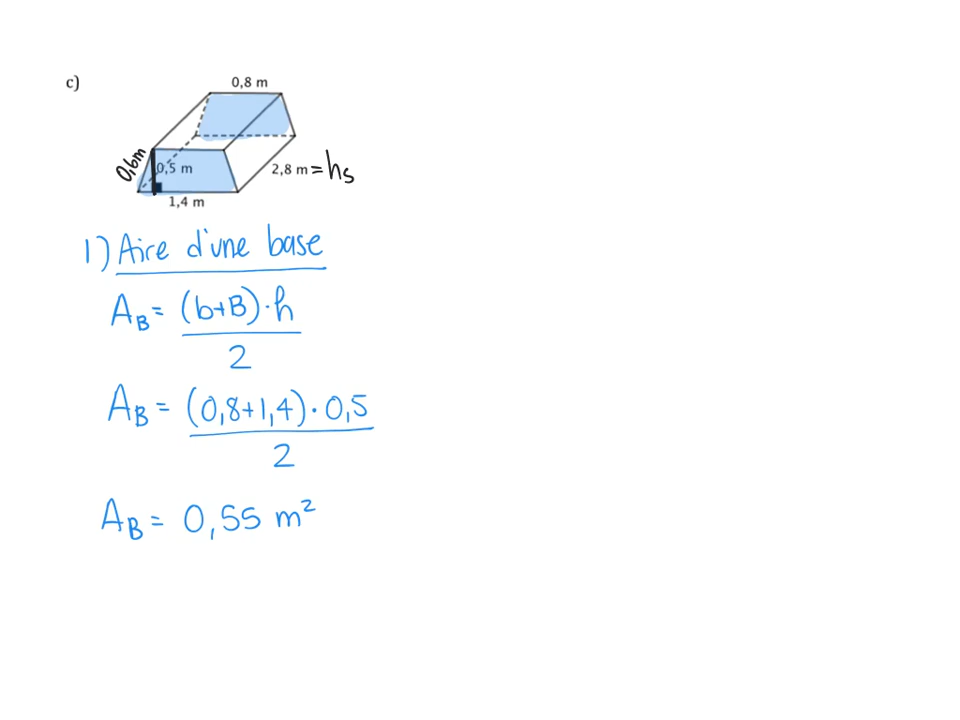 c)
0,8 m
0,6m
0,5 m
2,8 m = hs
1,4 m
1) Aire d'une base
AB = (b+B)·h
2
AB = (0,8+1,4)·0,5
2
AB = 0,55 m²